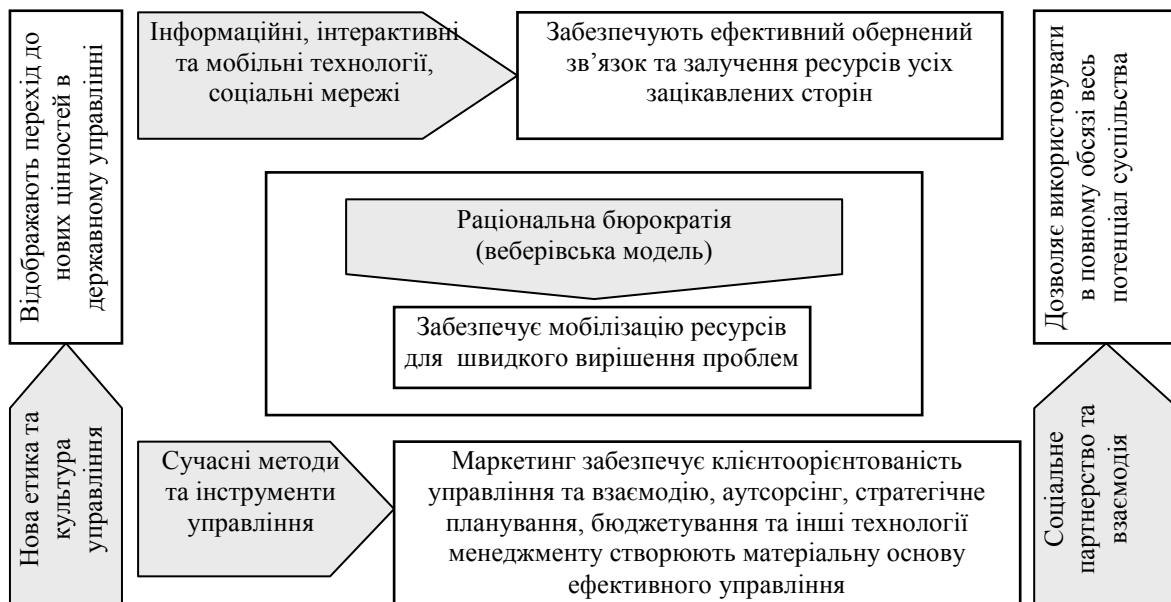 Відображають перехід до
нових цінностей в
державному управлінні
Інформаційні, інтерактивні
та мобільні технології,
соціальні мережі
Забезпечують ефективний обернений
зв’язок та залучення ресурсів усіх
зацікавлених сторін
Дозволяє використовувати
в повному обсязі весь
потенціал суспільства
Раціональна бюрократія
(веберівська модель)
Забезпечує мобілізацію ресурсів
для швидкого вирішення проблем
Нова етика та
культура
управління
Сучасні методи
та інструменти
управління
Маркетинг забезпечує клієнтоорієнтованість
управління та взаємодію, аутсорсінг, стратегічне
планування, бюджетування та інші технології
менеджменту створюють матеріальну основу
ефективного управління
Соціальне
партнерство та
взаємодія